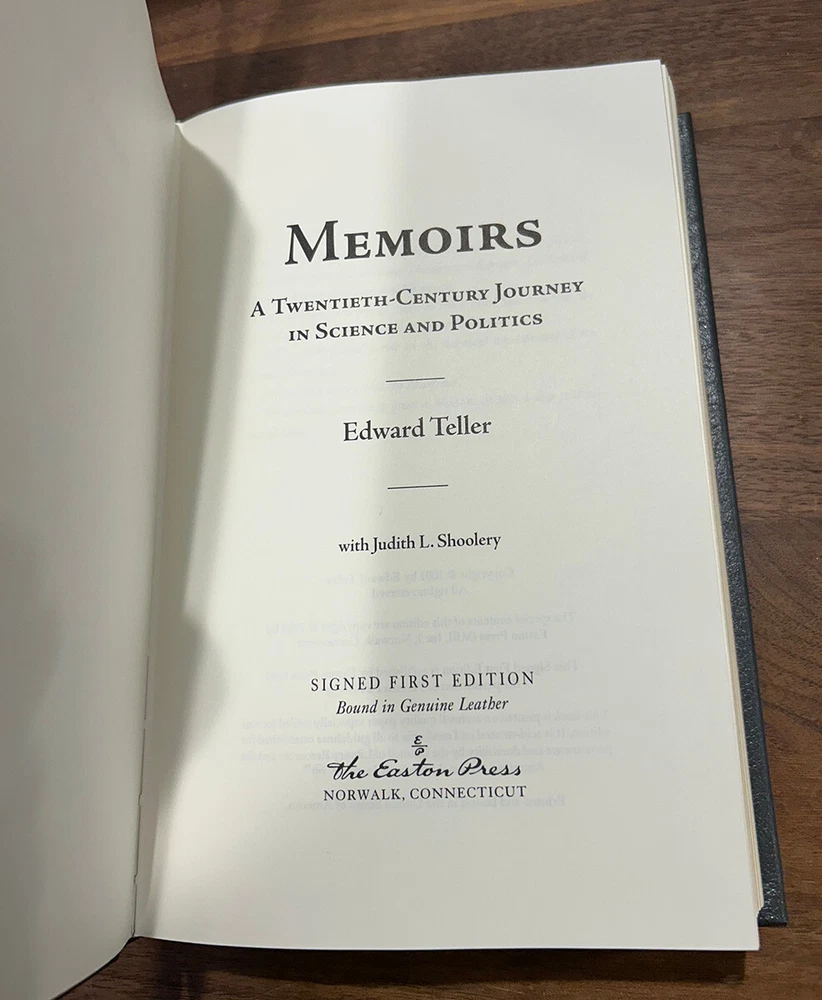 MEMOIRS
A TWENTIETH-CENTURY JOURNEY
IN SCIENCE AND POLITICS
Edward Teller
with Judith L. Shoolery
SIGNED FIRST EDITION
Bound in Genuine Leather
E
P
The Easton Press
NORWALK, CONNECTICUT